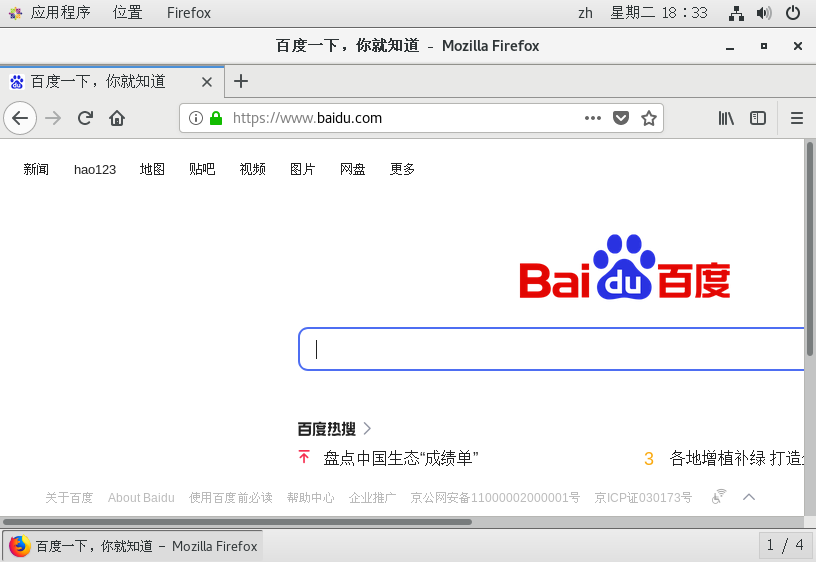 应用程序 位置 Firefox zh 星期二 18：33
百度一下，你就知道 – Mozilla Firefox
百度一下，你就知道
https://www.baidu.com
新闻 hao123 地图 贴吧 视频 图片 网盘 更多
Bai du 百度
百度热搜
盘点中国生态“成绩单” 3 各地增植补绿 打造
关于百度 About Baidu 使用百度前必读 帮助中心 企业推广 京公网安备11000002000001号 京ICP证030173号
百度一下，你就知道 – Mozilla Firefox 1 / 4